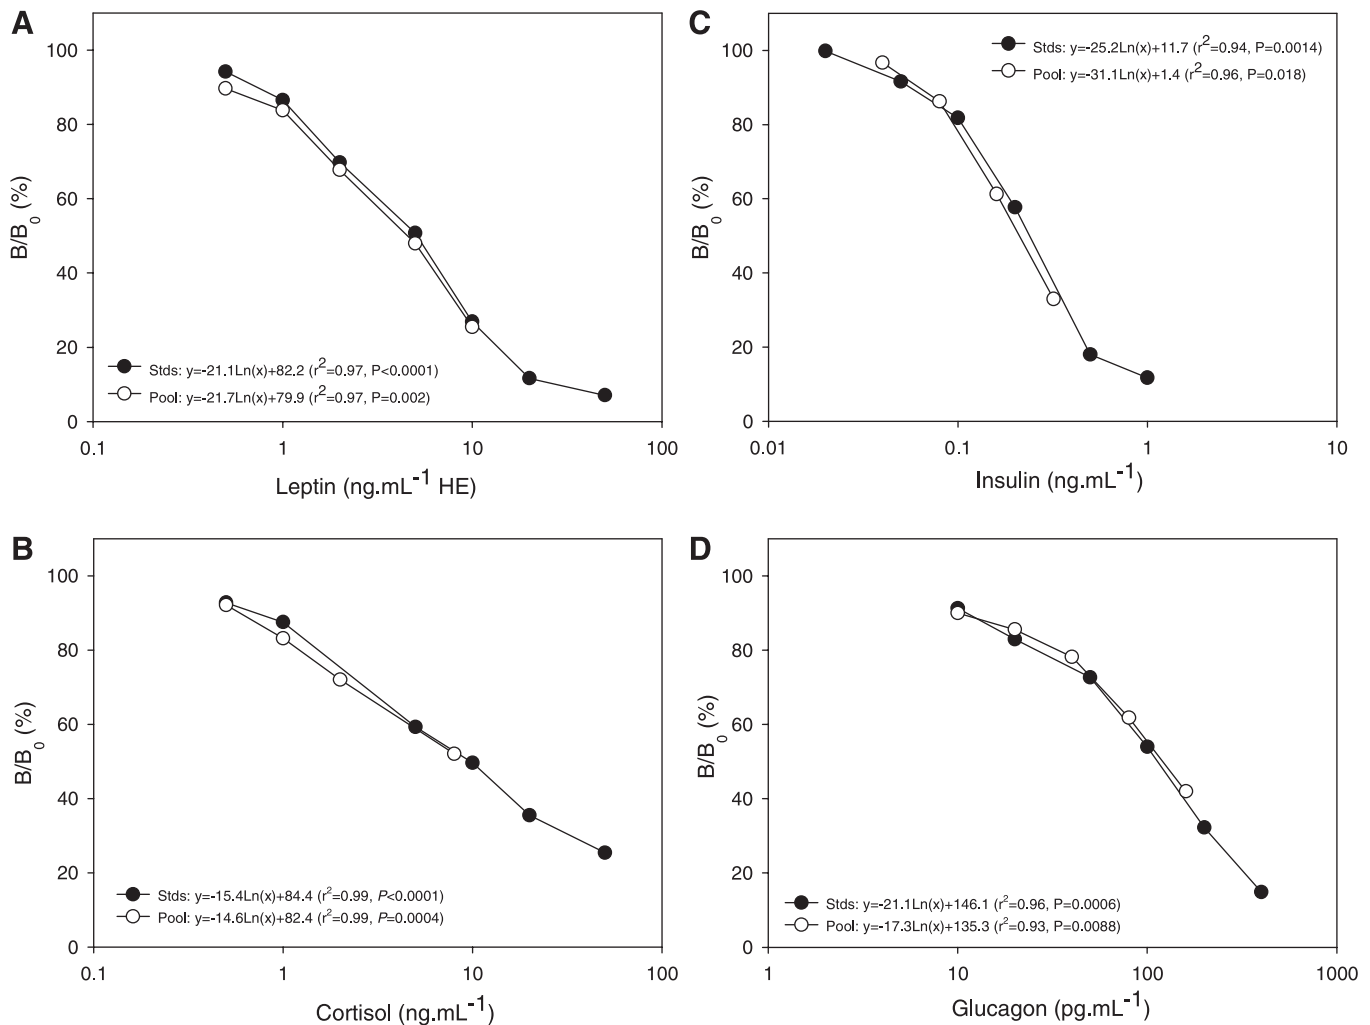 A
100
80
60
40
20
0
B/B0 (%)
Stds: y=-21.1Ln(x)+82.2 (r2=0.97, P<0.0001)
Pool: y=-21.7Ln(x)+79.9 (r2=0.97, P=0.002)
0.1 1 10 100
Leptin (ng.mL-1 HE)
C
100
80
60
40
20
0
B/B0 (%)
Stds: y=-25.2Ln(x)+11.7 (r2=0.94, P=0.0014)
Pool: y=-31.1Ln(x)+1.4 (r2=0.96, P=0.018)
0.01 0.1 1 10
Insulin (ng.mL-1)
B
100
80
60
40
20
0
B/B0 (%)
Stds: y=-15.4Ln(x)+84.4 (r2=0.99, P<0.0001)
Pool: y=-14.6Ln(x)+82.4 (r2=0.99, P=0.0004)
0.1 1 10 100
Cortisol (ng.mL-1)
D
100
80
60
40
20
0
B/B0 (%)
Stds: y=-21.1Ln(x)+146.1 (r2=0.96, P=0.0006)
Pool: y=-17.3Ln(x)+135.3 (r2=0.93, P=0.0088)
1 10 100 1000
Glucagon (pg.mL-1)